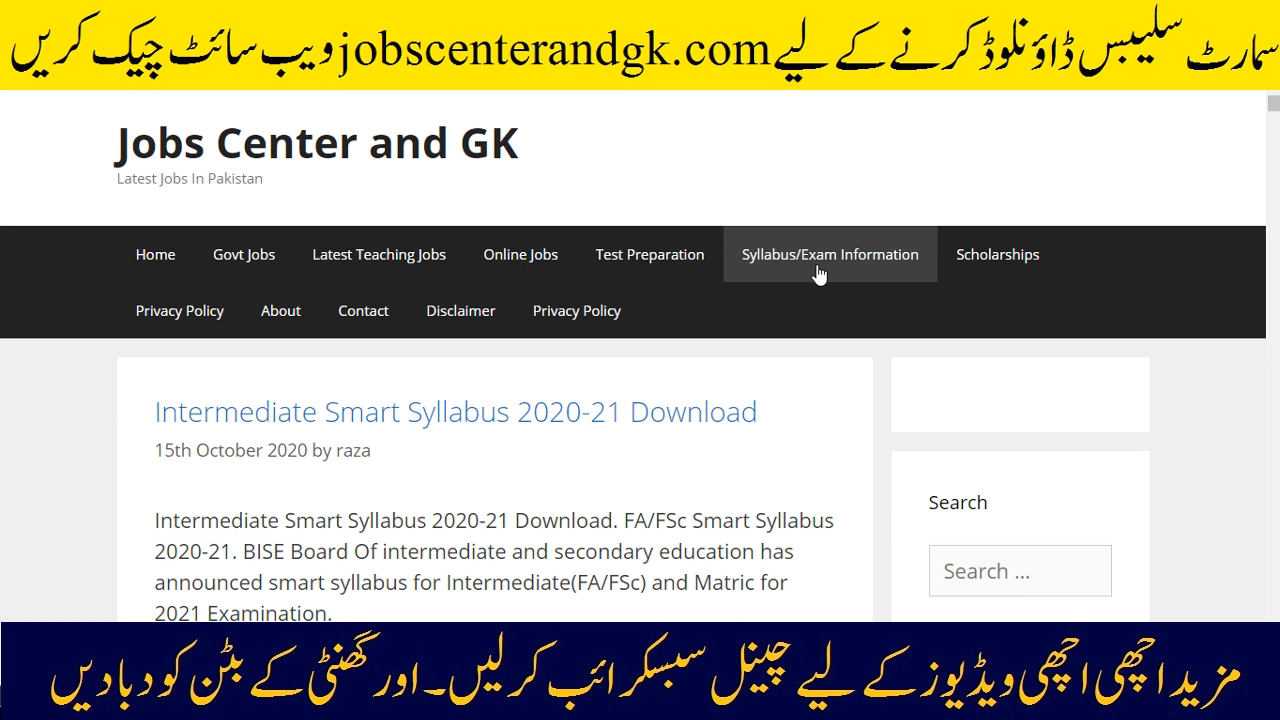 سمارٹ سلیبس ڈاؤنلوڈ کرنے کے لیے jobscenterandgk.com ویب سائٹ چیک کریں
Jobs Center and GK
Latest Jobs In Pakistan
Home Govt Jobs Latest Teaching Jobs Online Jobs Test Preparation Syllabus/Exam Information Scholarships
Privacy Policy About Contact Disclaimer Privacy Policy
Intermediate Smart Syllabus 2020-21 Download
15th October 2020 by raza
Intermediate Smart Syllabus 2020-21 Download. FA/FSc Smart Syllabus
2020-21. BISE Board Of intermediate and secondary education has
announced smart syllabus for Intermediate(FA/FSc) and Matric for
2021 Examination.
Search
Search ...
مزید اچھی اچھی ویڈیوز کے لیے چینل سبسکرائب کر لیں۔ اور گھنٹی کے بٹن کو دبا دیں